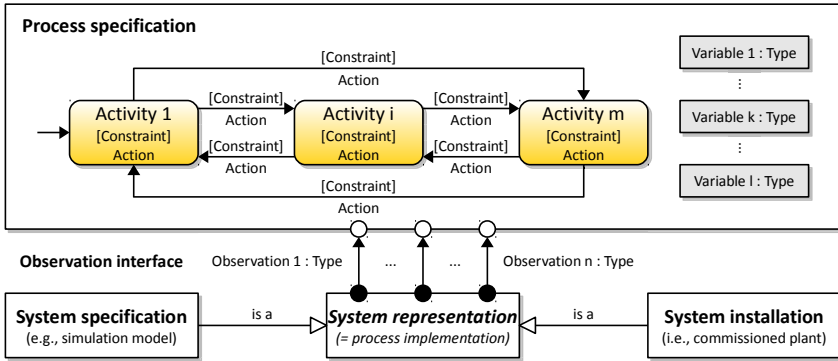 Process specification
[Constraint]
Action
Variable 1 : Type
...
Variable k : Type
...
Variable l : Type
Activity 1
[Constraint]
Action
[Constraint]
Action
[Constraint]
Action
Activity i
[Constraint]
Action
[Constraint]
Action
[Constraint]
Action
Activity m
[Constraint]
Action
[Constraint]
Action
Observation interface
Observation 1 : Type
...
...
Observation n : Type
System specification
(e.g., simulation model)
is a
System representation
(= process implementation)
is a
System installation
(i.e., commissioned plant)